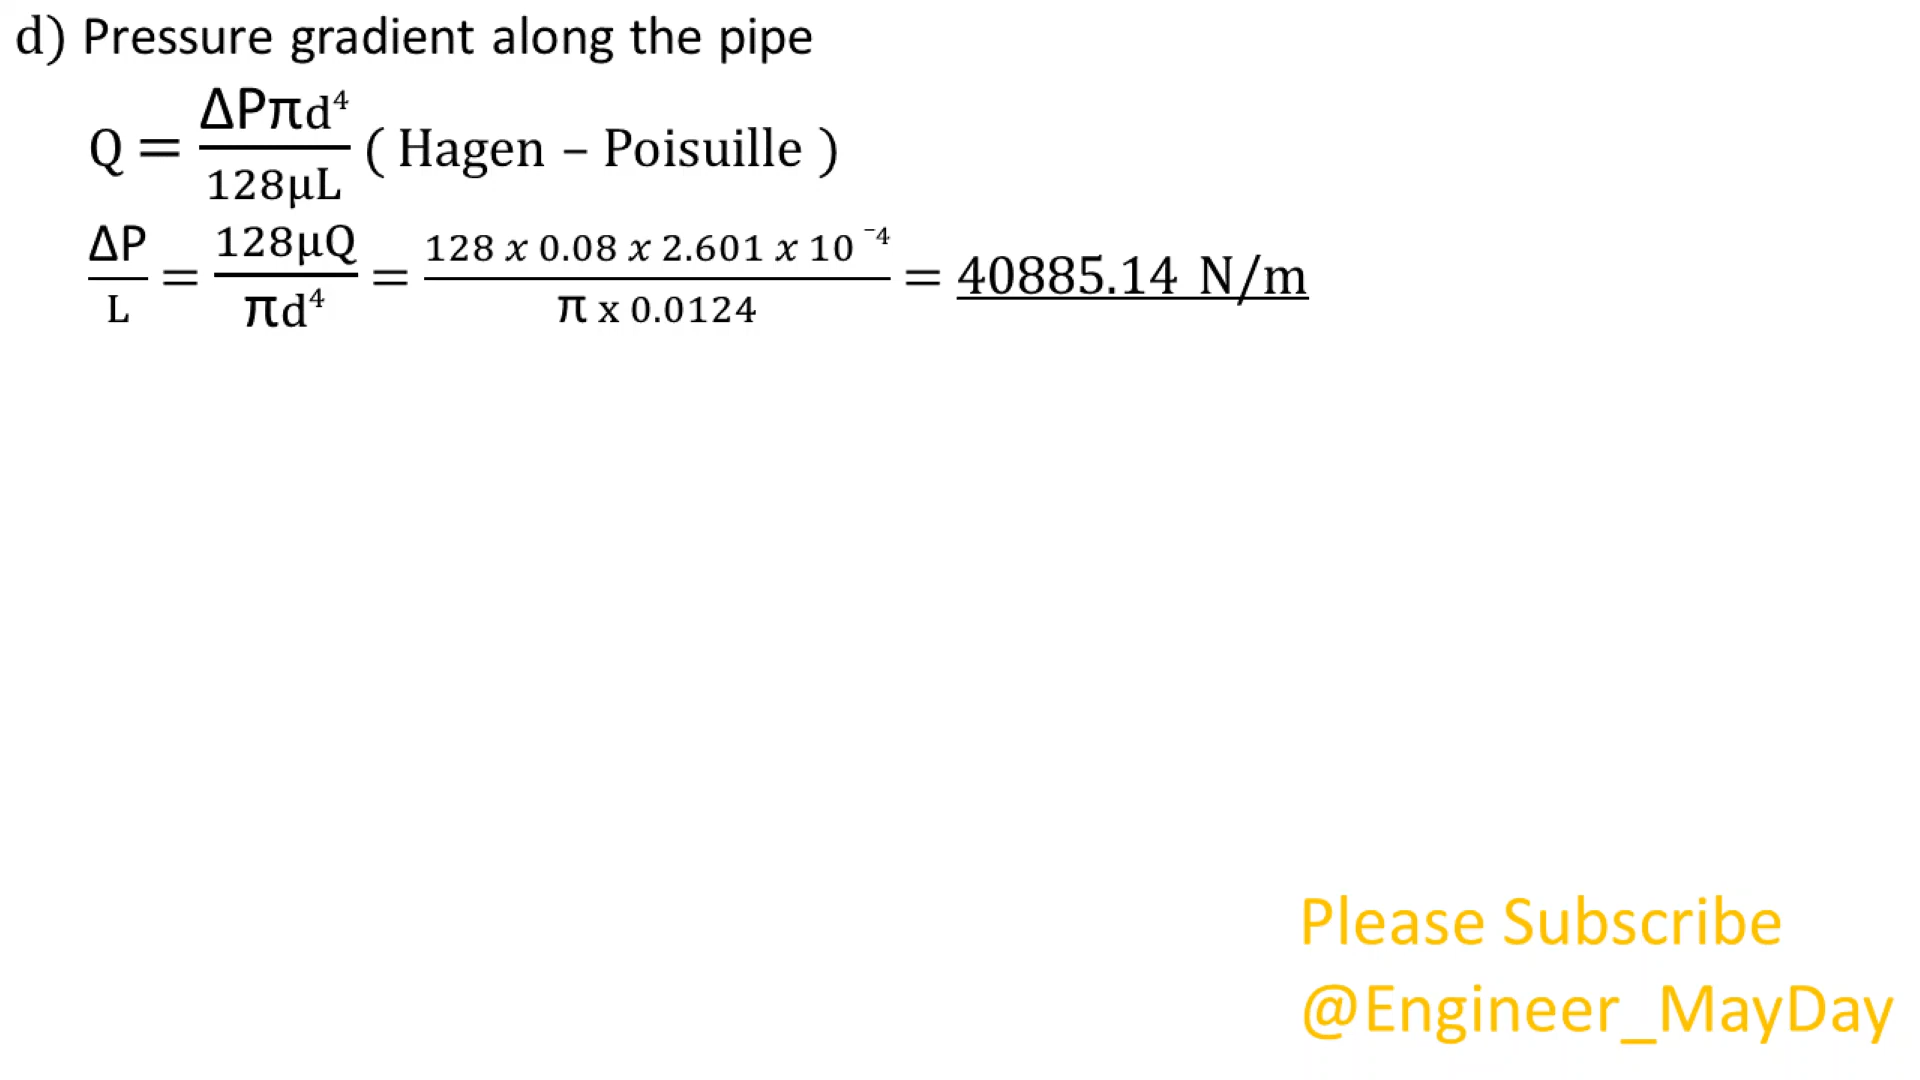 d) Pressure gradient along the pipe
Q = ΔPπd⁴ / 128μL ( Hagen – Poisuille )
ΔP / L = 128μQ / πd⁴ = 128 x 0.08 x 2.601 x 10 ⁻⁴ / π x 0.0124 = 40885.14 N/m
Please Subscribe
@Engineer_MayDay